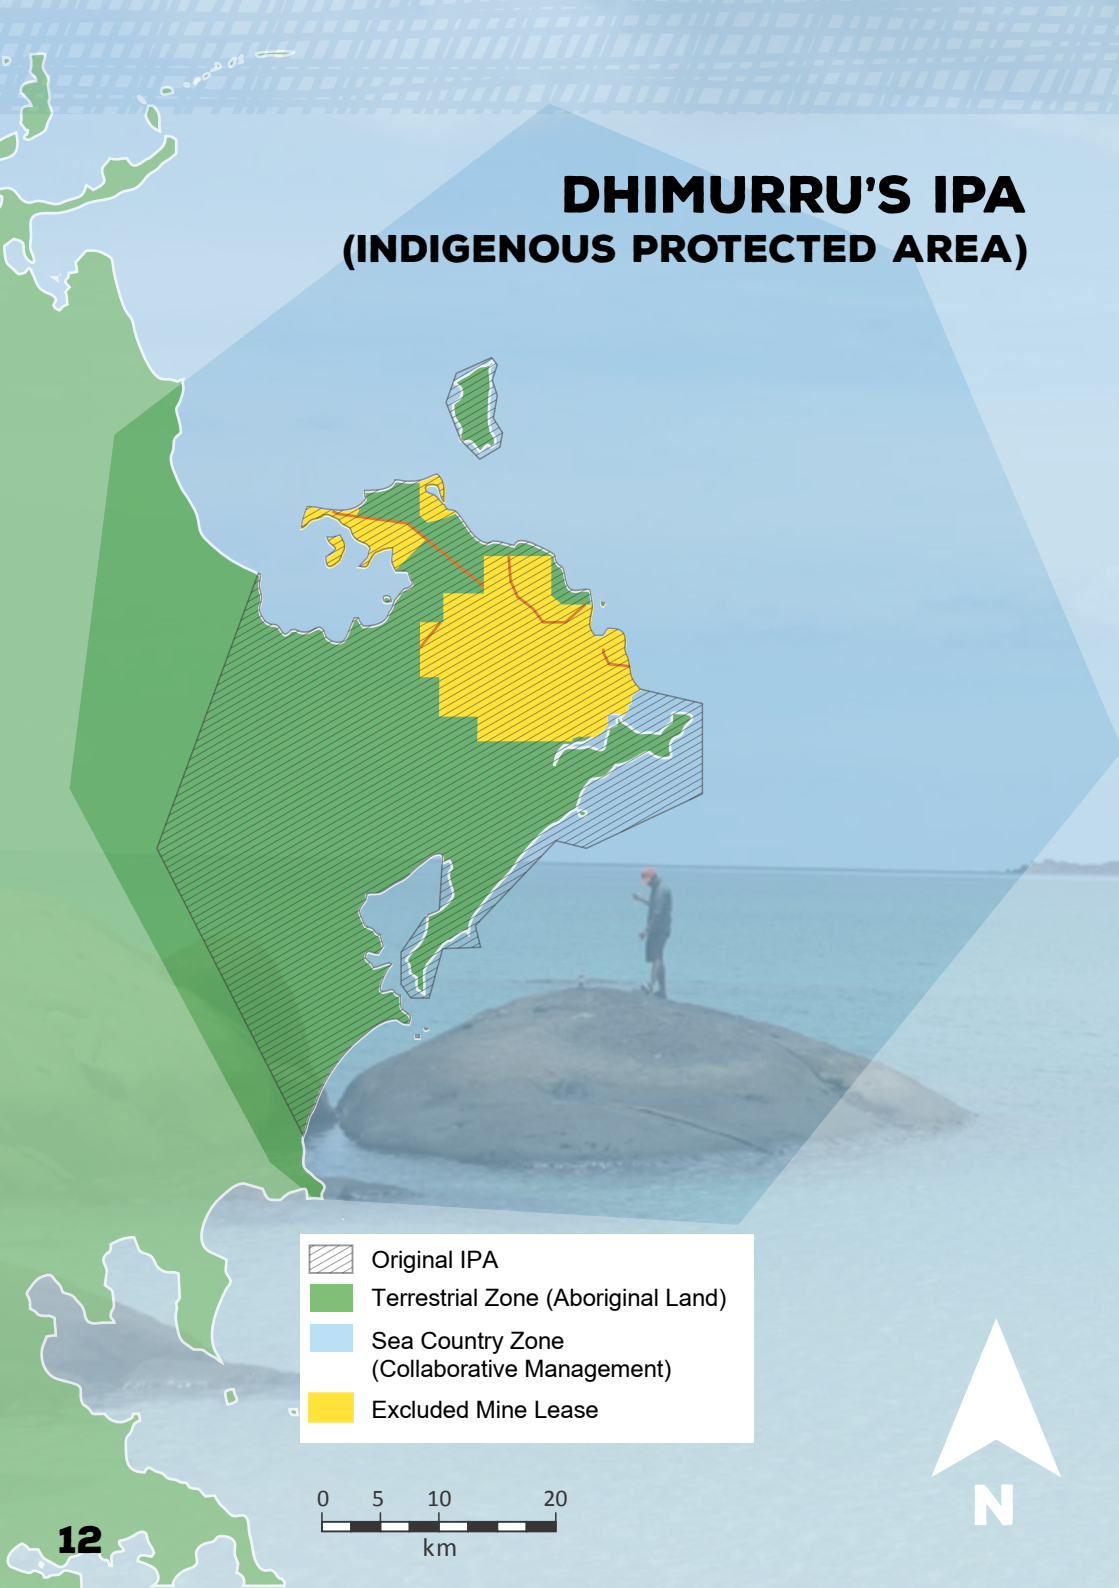 DHIMURRU'S IPA
(INDIGENOUS PROTECTED AREA)
Original IPA
Terrestrial Zone (Aboriginal Land)
Sea Country Zone
(Collaborative Management)
Excluded Mine Lease
0 5 10 20
km
N
12